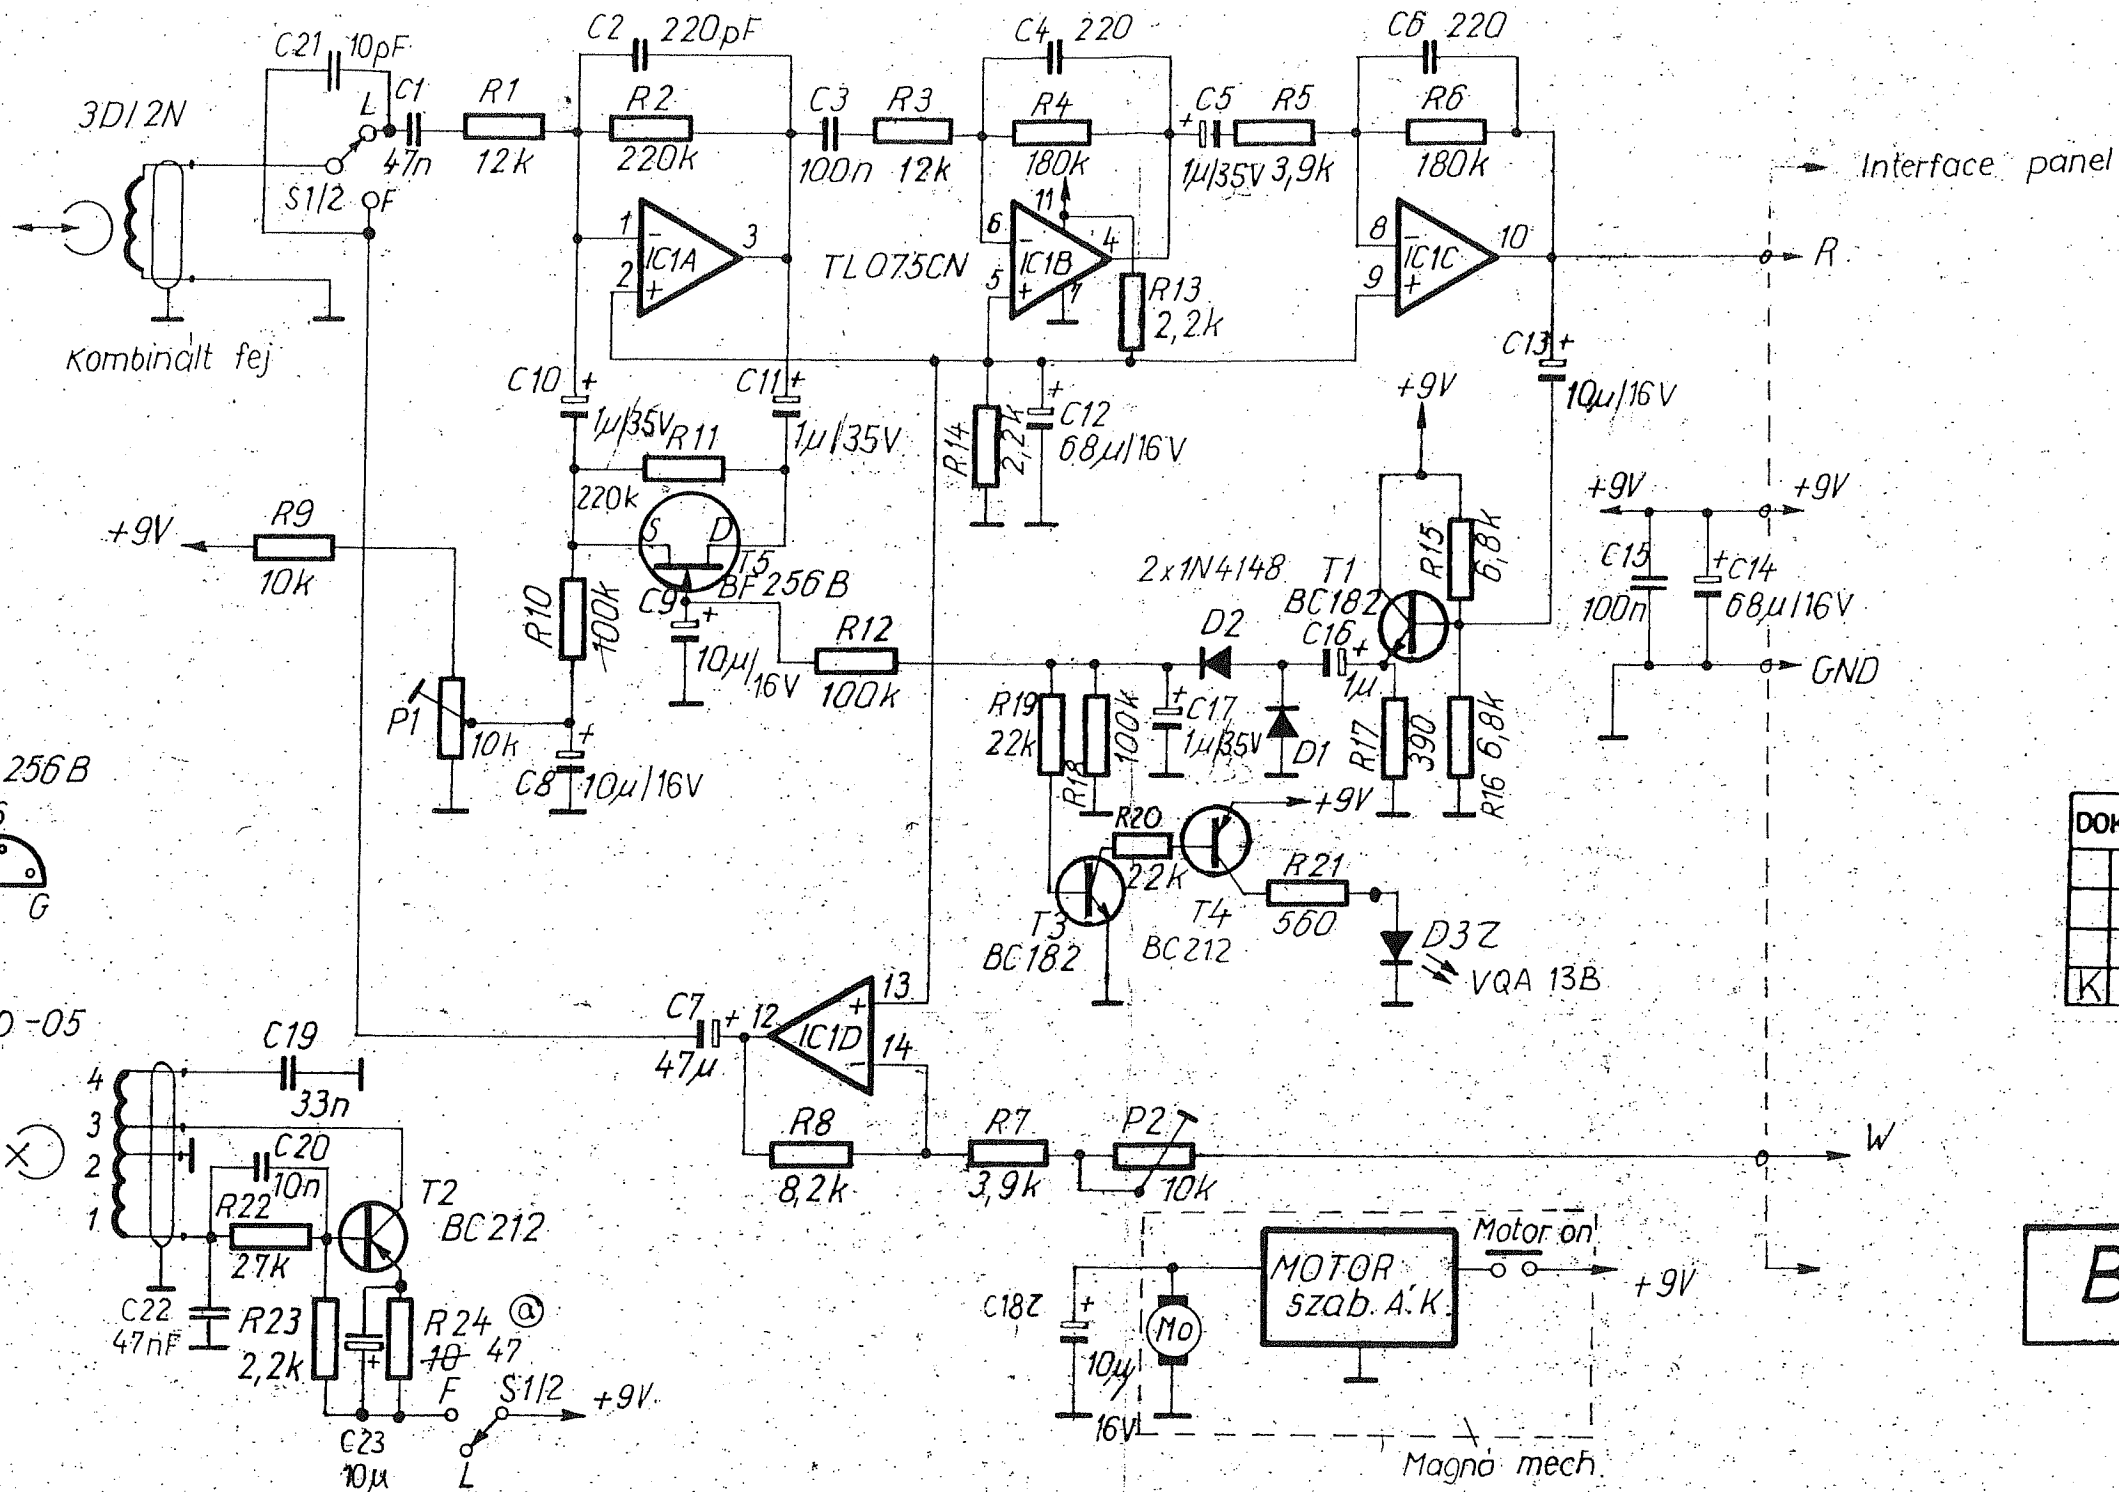 C21 10pF
C2 220pF
C4 220
C6 220
3DI 2N
L
C1
47n
R1
12k
R2
220k
C3
100n
R3
12k
R4
180k
C5
+
1µ/35V
R5
3,9k
R6
180k
Interface panel
S1/2
F
1
2
3
-
+
IC1A
TL075CN
6
5
4
11
7
-
+
IC1B
R13
2,2k
8
9
10
-
+
IC1C
R
Kombinált fej
C10 +
1µ/35V
C11 +
1µ/35V
R11
220k
R14
2,2k
+
C12
68µ/16V
C13 +
10µ/16V
+9V
+9V
R9
10k
S D
T5
BF 256B
C9
+
10µ/
16V
R10
100k
R12
100k
2x1N4148
D2
T1
BC182
C16
+
1µ
R15
6,8k
+9V
+9V
C15
100n
+
C14
68µ/16V
GND
P1
10k
+
C8 10µ/16V
R19
22k
R18
100k
+
C17
1µ/35V
D1
R17
390
R16 6,8k
256B
G
+9V
R20
22k
T3
BC182
T4
BC212
R21
560
D3Z
VQA 13B
DOK
K
-05
C19
33n
4
3
2
1
C20
10n
R22
27k
T2
BC212
C22
47nF
R23
2,2k
+
R24 @
10 47
C23
10µ
F
S1/2
L
+9V
C7
+
47µ
12
IC1D
+
-
13
14
R8
8,2k
R7
3,9k
P2
10k
W
C18Z
+
10µ/
16V
Mo
MOTOR
szab. Á.K.
Motor on
+9V
Magnó mech.
B